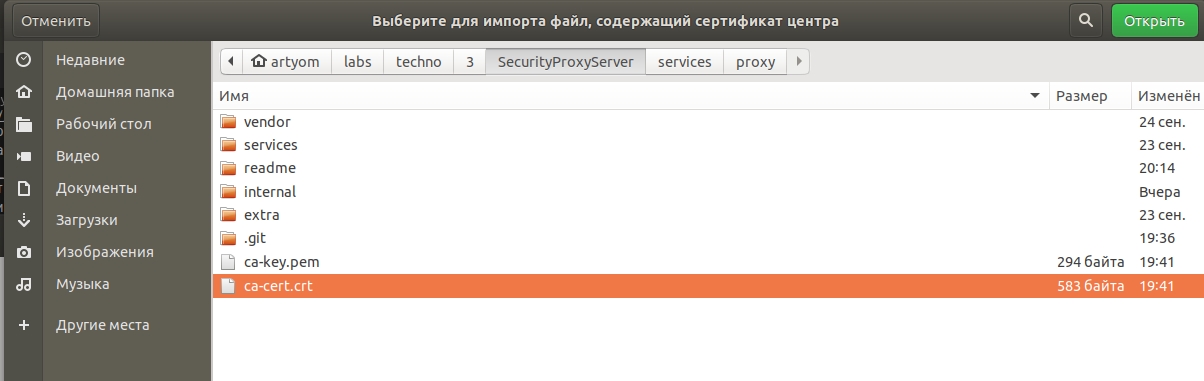 Отменить Выберите для импорта файл, содержащий сертификат центра Открыть
Недавние
Домашняя папка
Рабочий стол
Видео
Документы
Загрузки
Изображения
Музыка
Другие места
artyom labs techno 3 SecurityProxyServer services proxy
Имя Размер Изменён
vendor 24 сен.
services 23 сен.
readme 20:14
internal Вчера
extra 23 сен.
.git 19:36
ca-key.pem 294 байта 19:41
ca-cert.crt 583 байта 19:41